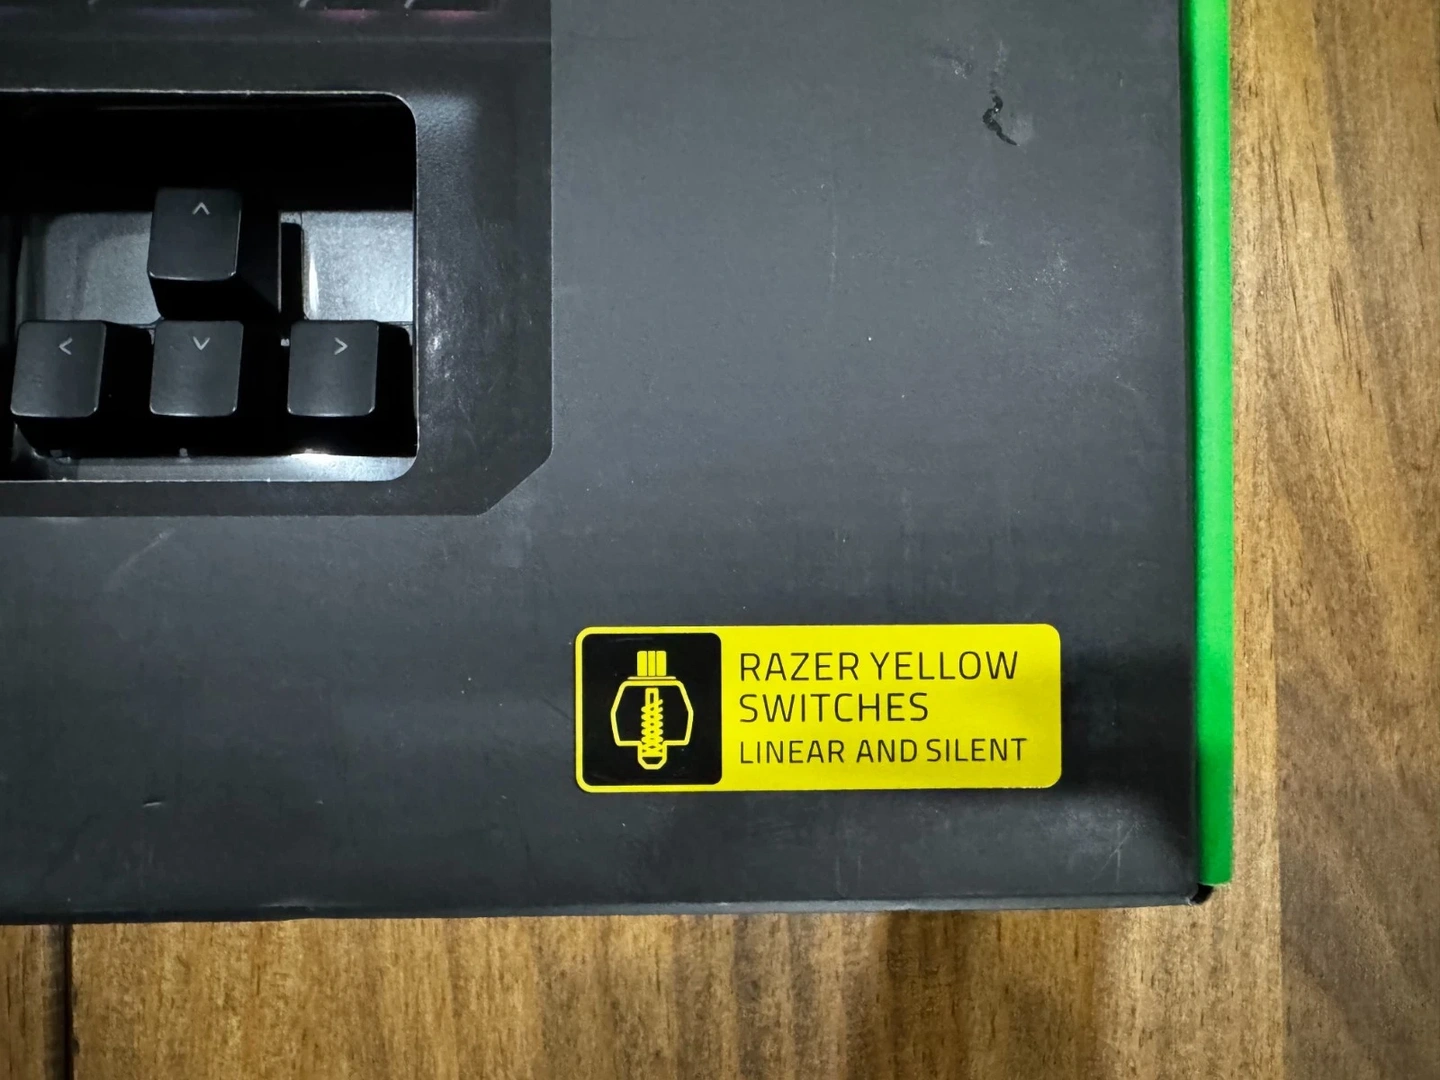 ^
< v >
RAZER YELLOW
SWITCHES
LINEAR AND SILENT